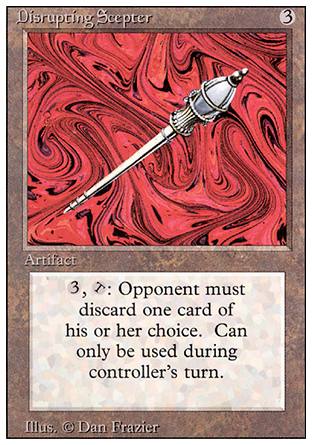 Disrupting Scepter 3
Artifact
3, : Opponent must
discard one card of
his or her choice. Can
only be used during
controller's turn.
Illus. © Dan Frazier